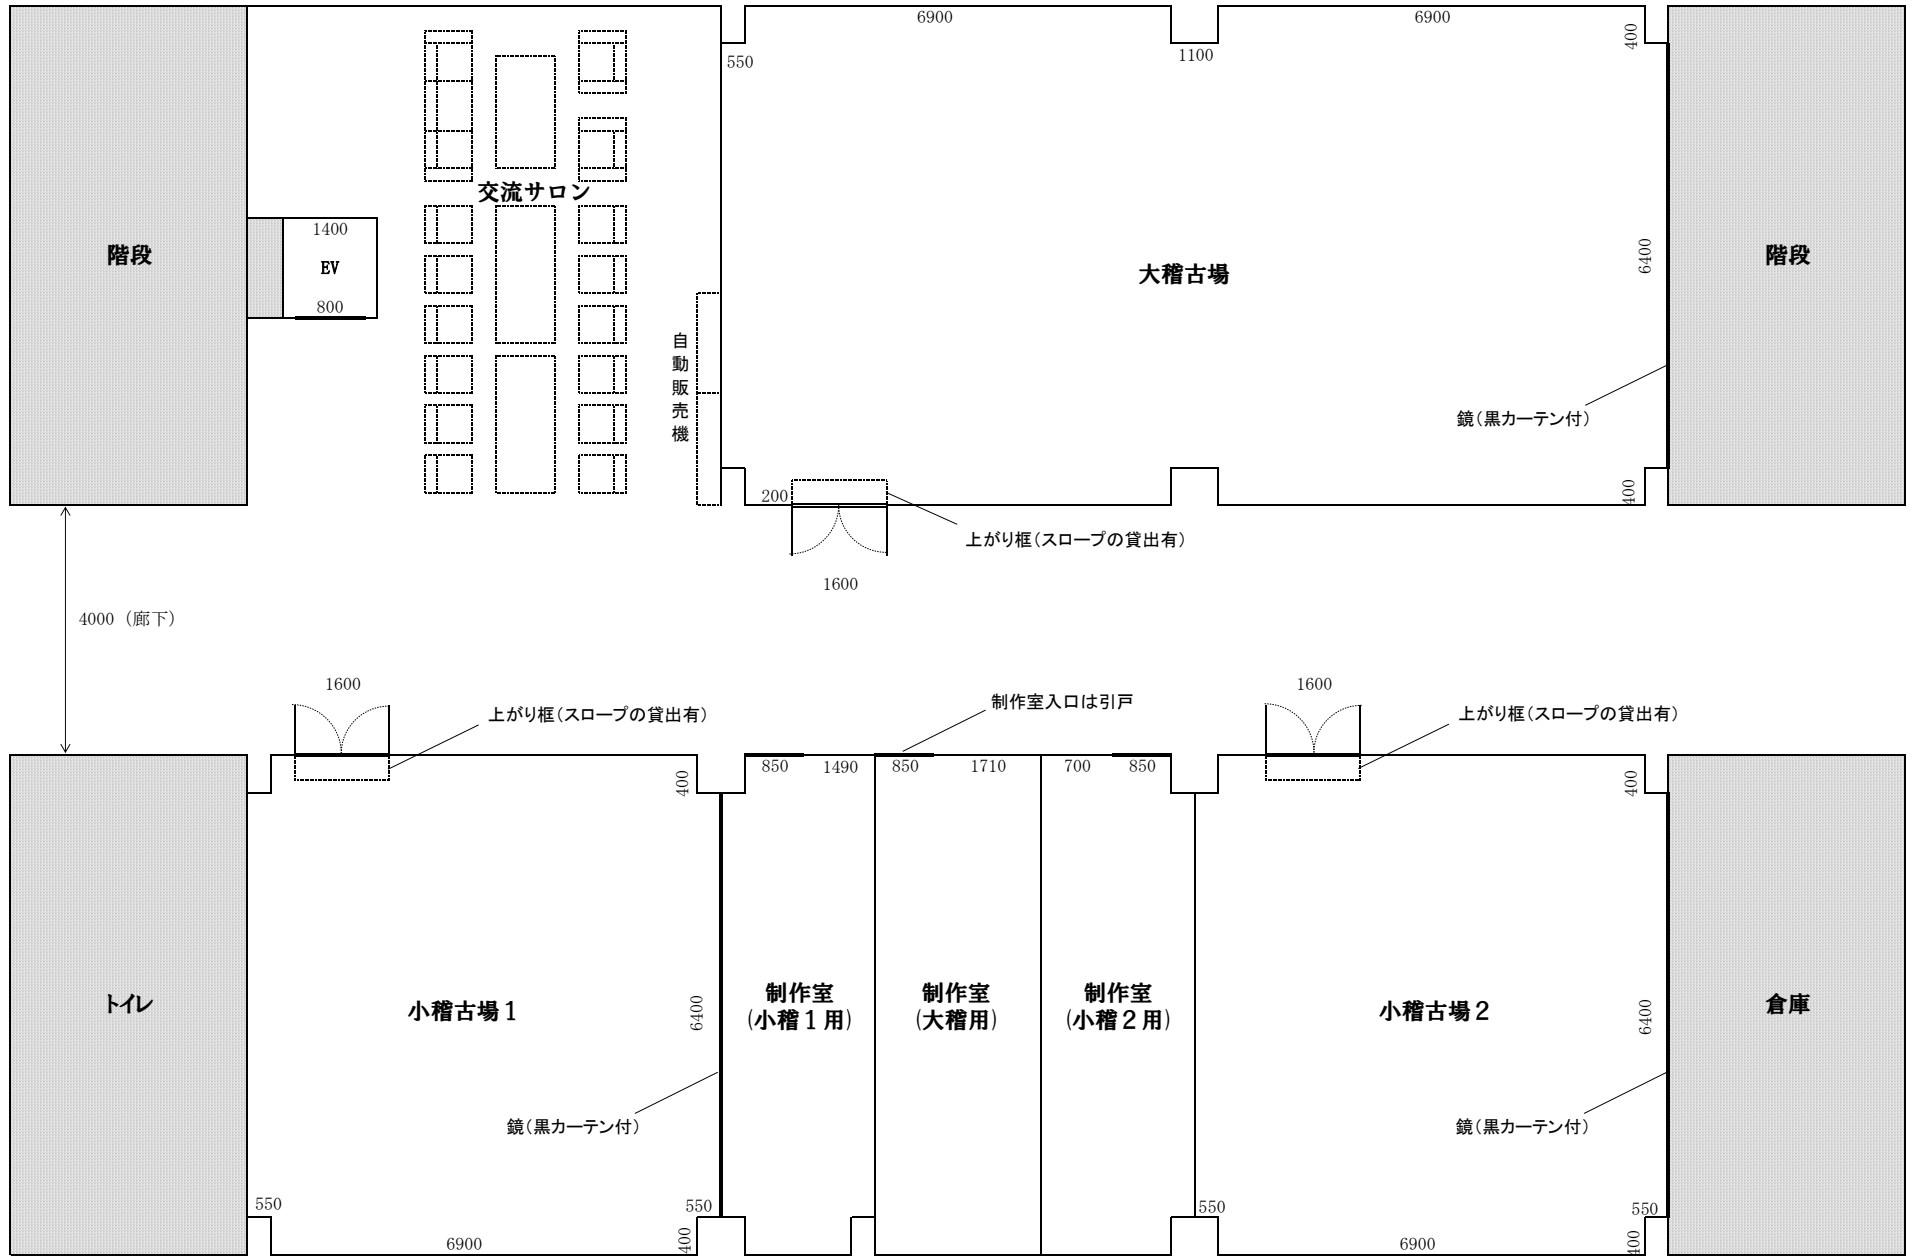 6900
6900
400
550
1100
交流サロン
階段
1400
EV
800
大稽古場
6400
階段
自動販売機
鏡（黒カーテン付）
200
400
上がり框（スロープの貸出有）
1600
4000（廊下）
1600
上がり框（スロープの貸出有）
制作室入口は引戸
1600
上がり框（スロープの貸出有）
400
850
1490
850
1710
700
850
400
トイレ
小稽古場１
6400
制作室
(小稽１用)
制作室
(大稽用)
制作室
(小稽２用)
小稽古場２
6400
倉庫
鏡（黒カーテン付）
鏡（黒カーテン付）
550
550
550
550
6900
400
6900
400